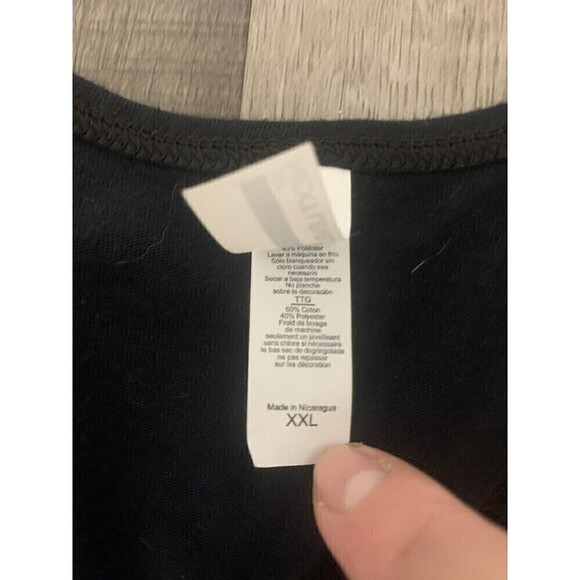 40% Poliéster
Lavar a máquina en frío
Sólo blanqueador sin
cloro cuando sea
necesario
Secar a baja temperatura
No planche
sobre la decoración
TTG
60% Coton
40% Polyester
Froid de lavage
de machine
seulement un javellisant
sans chlore si nécessaire
le bas sec de degringolade
ne pas repasser
sur les décoration
Made in Nicaragua
XXL